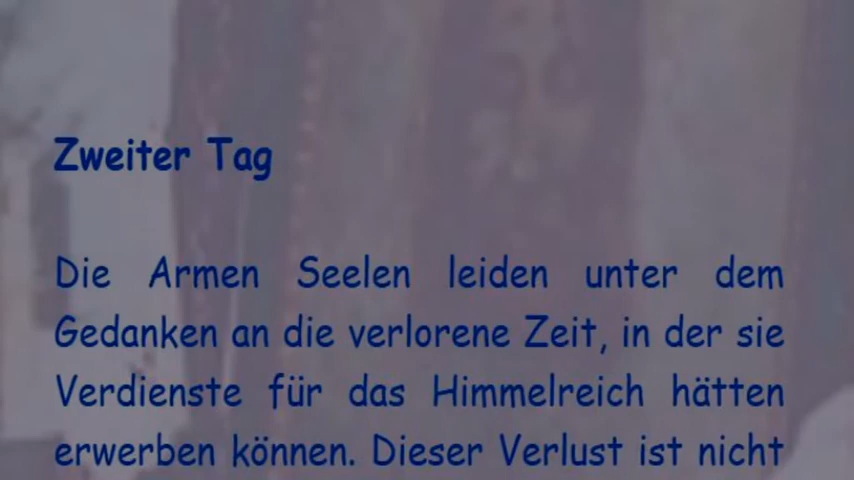 Zweiter Tag
Die Armen Seelen leiden unter dem
Gedanken an die verlorene Zeit, in der sie
Verdienste für das Himmelreich hätten
erwerben können. Dieser Verlust ist nicht